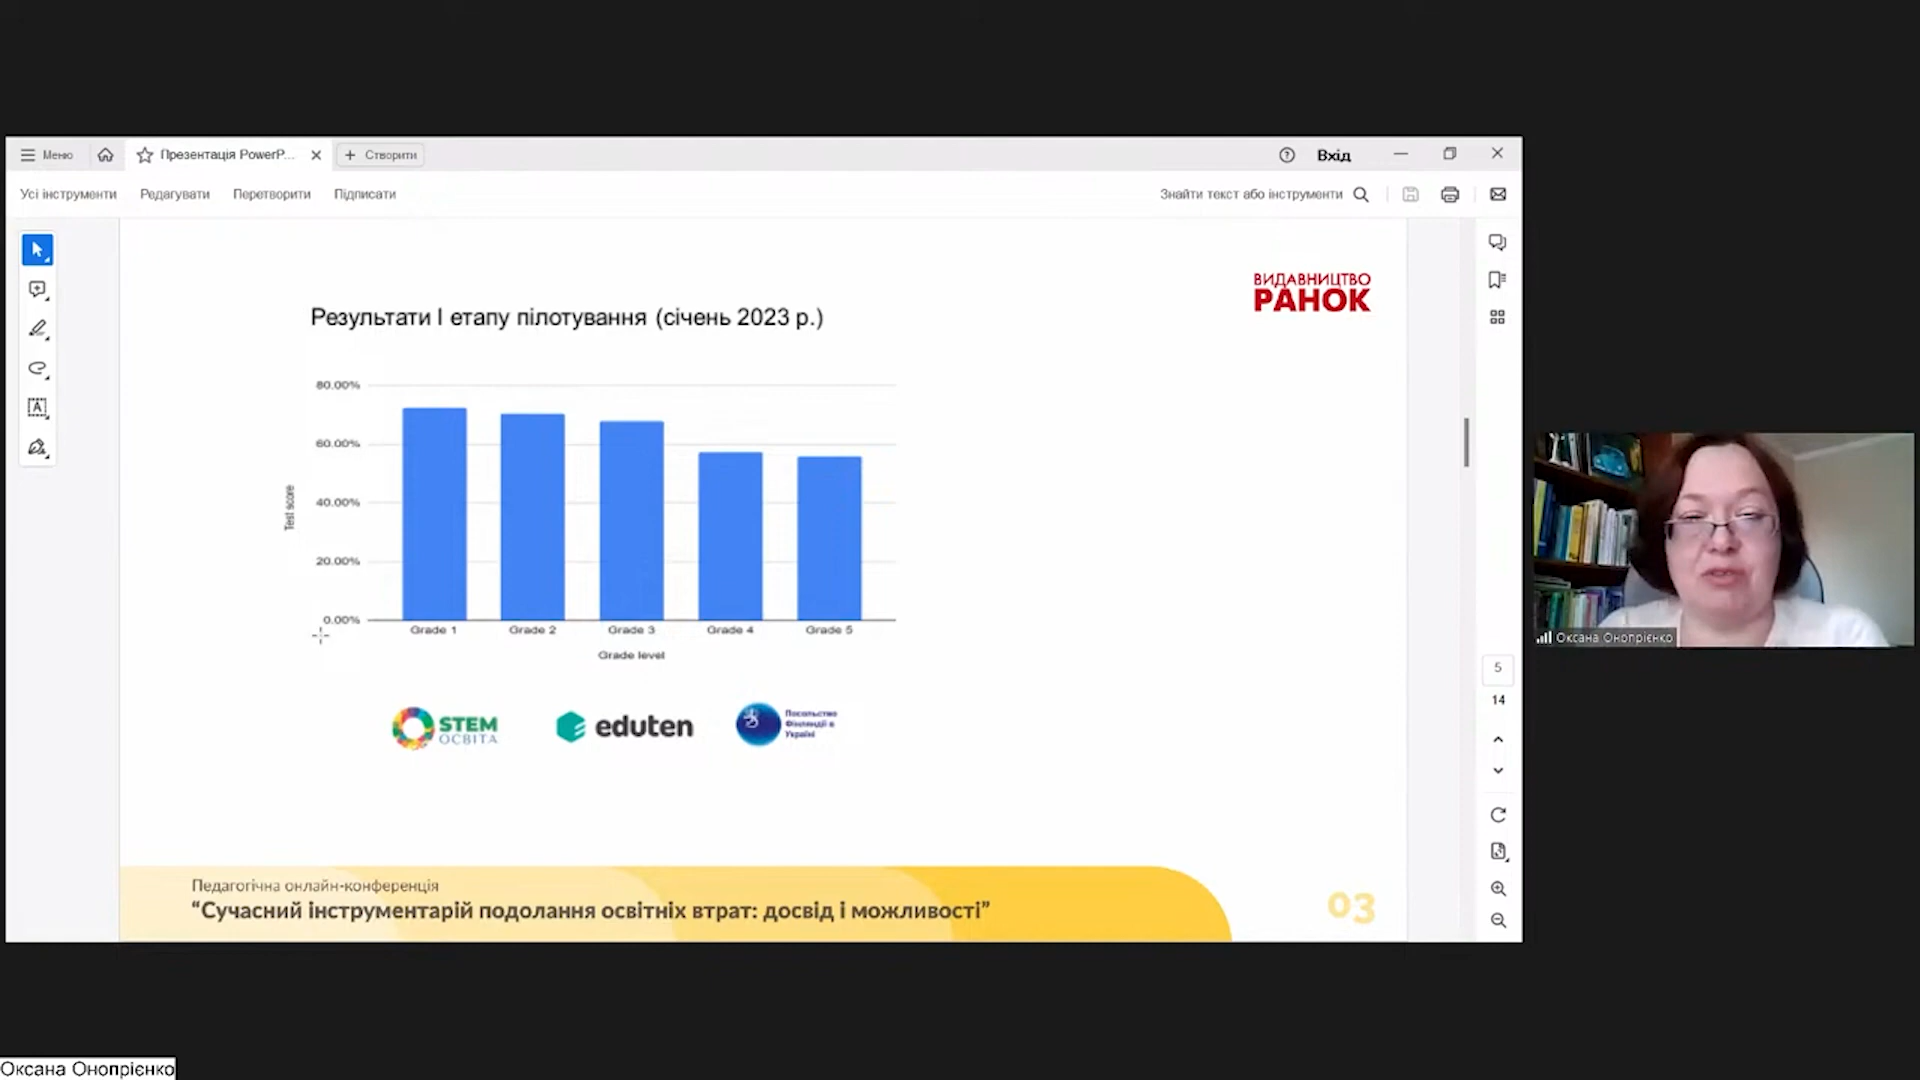 Меню
Презентація PowerP...
Створити
Вхід
Усі інструменти
Редагувати
Перетворити
Підписати
Знайти текст або інструменти
ВИДАВНИЦТВО
РАНОК
Результати І етапу пілотування (січень 2023 р.)
80.00%
60.00%
40.00%
20.00%
0.00%
Test score
Grade 1
Grade 2
Grade 3
Grade 4
Grade 5
Grade level
STEM
ОСВІТА
eduten
Посольство
Фінляндії в
Україні
5
14
Педагогічна онлайн-конференція
“Сучасний інструментарій подолання освітніх втрат: досвід і можливості”
03
Оксана Онопрієнко
Оксана Онопрієнко